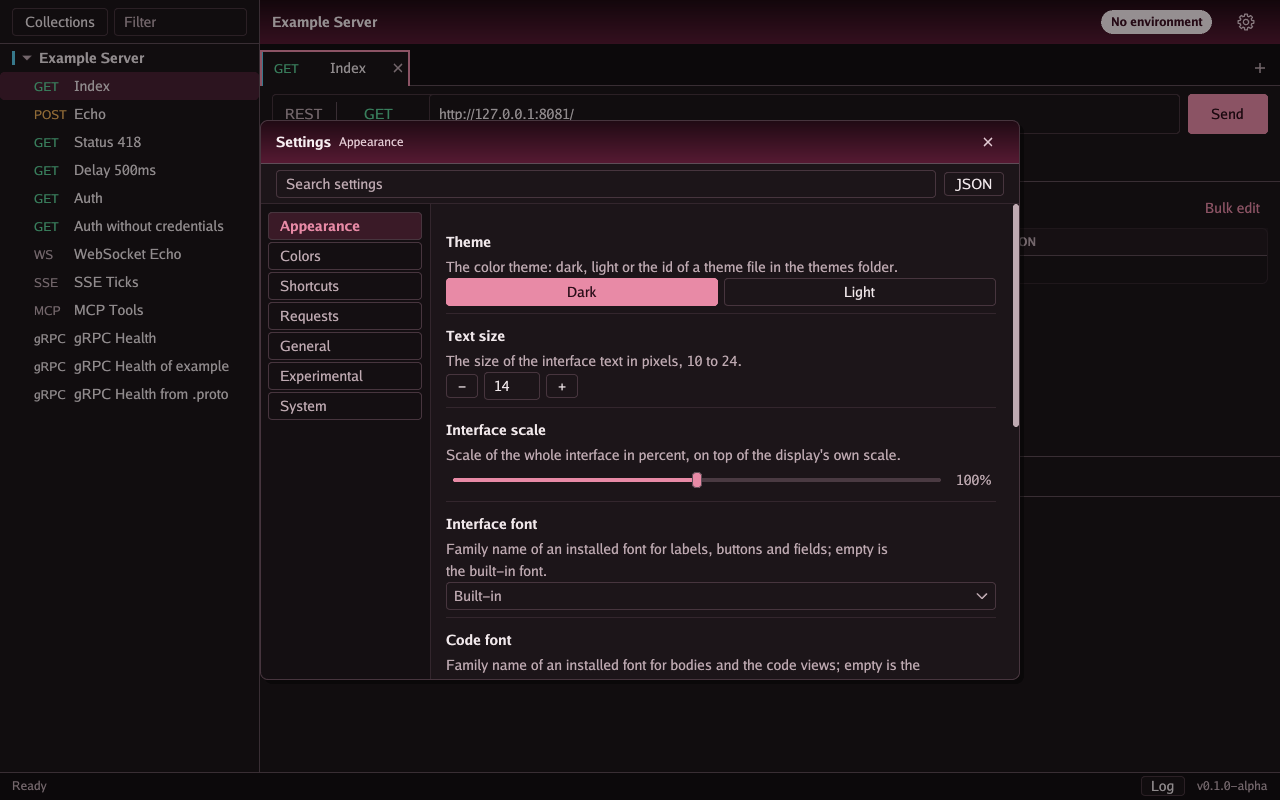 Collections
Filter
Example Server
No environment
Example Server
GET Index
POST Echo
GET Status 418
GET Delay 500ms
GET Auth
GET Auth without credentials
WS WebSocket Echo
SSE SSE Ticks
MCP MCP Tools
gRPC gRPC Health
gRPC gRPC Health of example
gRPC gRPC Health from .proto
GET Index
REST GET http://127.0.0.1:8081/ Send
Bulk edit
Settings Appearance
Search settings JSON
Appearance
Colors
Shortcuts
Requests
General
Experimental
System
Theme
The color theme: dark, light or the id of a theme file in the themes folder.
Dark Light
Text size
The size of the interface text in pixels, 10 to 24.
− 14 +
Interface scale
Scale of the whole interface in percent, on top of the display's own scale.
100%
Interface font
Family name of an installed font for labels, buttons and fields; empty is
the built-in font.
Built-in
Code font
Family name of an installed font for bodies and the code views; empty is the
Ready
Log v0.1.0-alpha